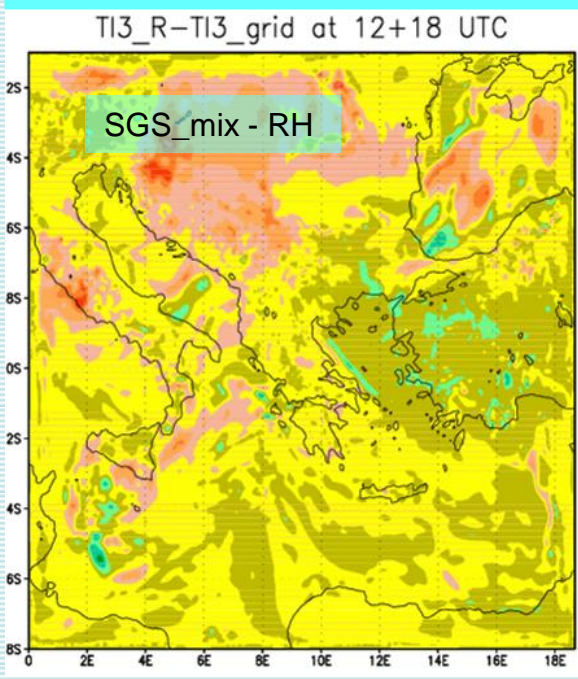 TI3_R-TI3_grid at 12+18 UTC
SGS_mix - RH
2S
4S
6S
8S
0S
2S
4S
6S
8S
0 2E 4E 6E 8E 10E 12E 14E 16E 18E